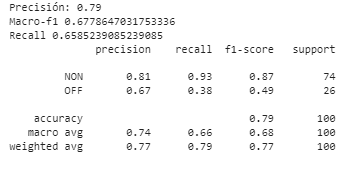 Precisión: 0.79
Macro-f1 0.6778647031753336
Recall 0.6585239085239085
precision recall f1-score support
NON 0.81 0.93 0.87 74
OFF 0.67 0.38 0.49 26
accuracy 0.79 100
macro avg 0.74 0.66 0.68 100
weighted avg 0.77 0.79 0.77 100